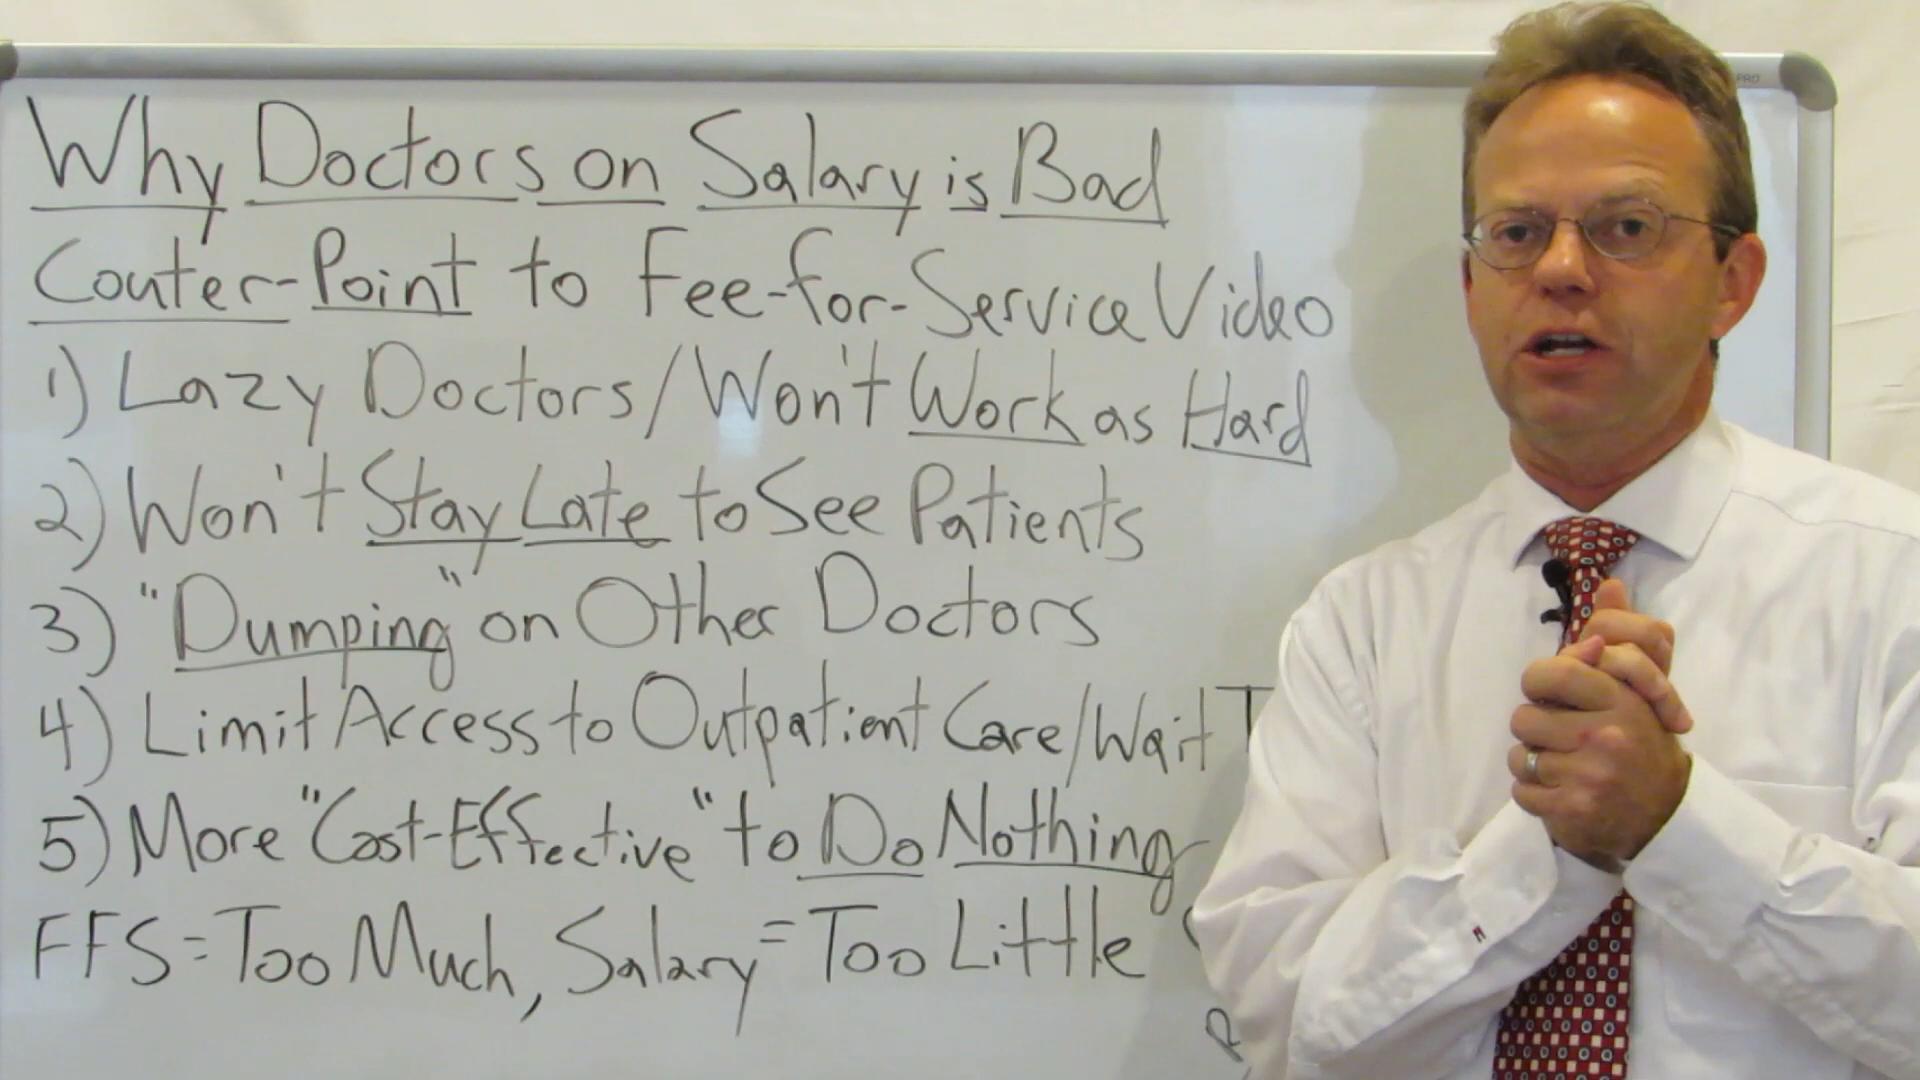 Why Doctors on Salary is Bad
Couter-Point to Fee-for-Service Video
1) Lazy Doctors/Won't Work as Hard
2) Won't Stay Late to See Patients
3) "Dumping" on Other Doctors
4) Limit Access to Outpatient Care/Wait
5) More "Cost-Effective" to Do Nothing
FFS=Too Much, Salary=Too Little
PRO